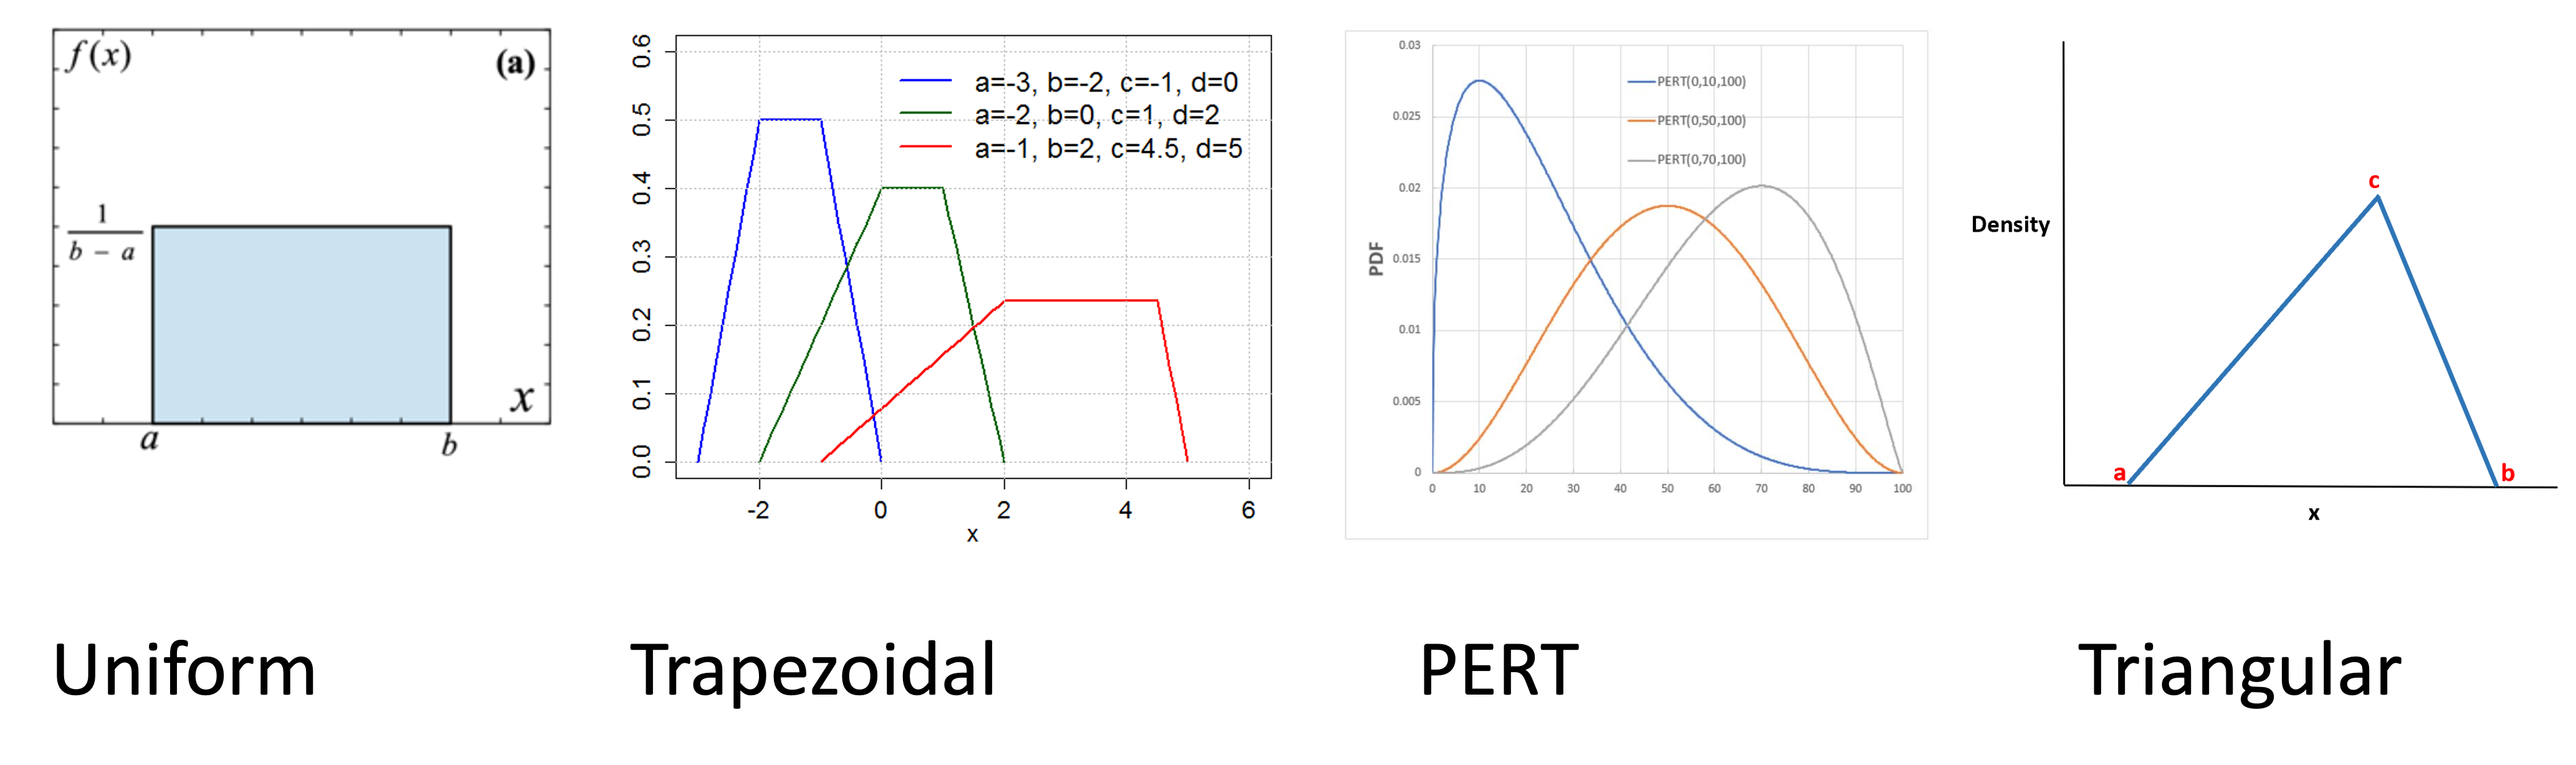 f(x)
(a)
1
b − a
x
a
b
0.6
0.5
0.4
0.3
0.2
0.1
0.0
a=-3, b=-2, c=-1, d=0
a=-2, b=0, c=1, d=2
a=-1, b=2, c=4.5, d=5
-2
0
2
4
6
x
0.03
0.025
0.02
0.015
0.01
0.005
0
PDF
PERT(0,10,100)
PERT(0,50,100)
PERT(0,70,100)
0
10
20
30
40
50
60
70
80
90
100
Density
c
a
b
x
Uniform
Trapezoidal
PERT
Triangular